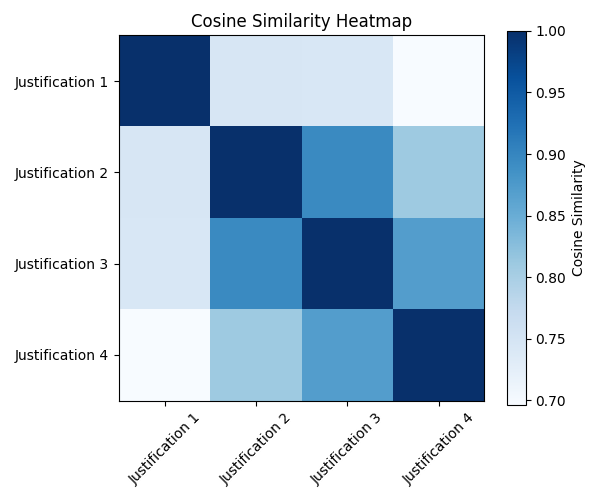 Cosine Similarity Heatmap
Justification 1
Justification 2
Justification 3
Justification 4
Justification 1
Justification 2
Justification 3
Justification 4
1.00
0.95
0.90
0.85
0.80
0.75
0.70
Cosine Similarity